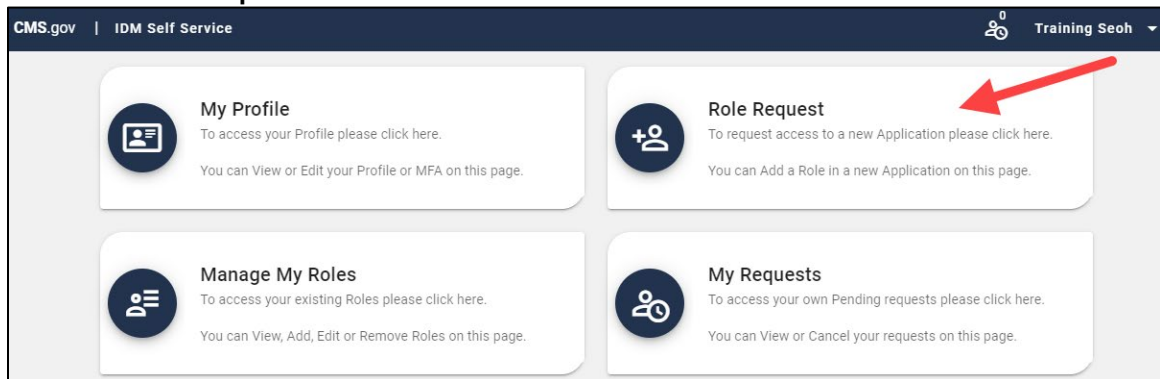 CMS.gov | IDM Self Service
0
Training Seoh
My Profile
To access your Profile please click here.
You can View or Edit your Profile or MFA on this page.
Role Request
To request access to a new Application please click here.
You can Add a Role in a new Application on this page.
Manage My Roles
To access your existing Roles please click here.
You can View, Add, Edit or Remove Roles on this page.
My Requests
To access your own Pending requests please click here.
You can View or Cancel your requests on this page.